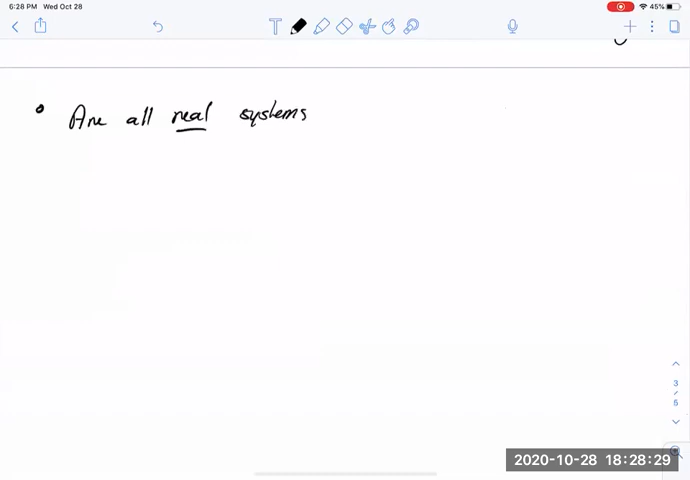 6:28 PM Wed Oct 28
45%
T
• Are all real systems
3
/
5
2020-10-28 18:28:29